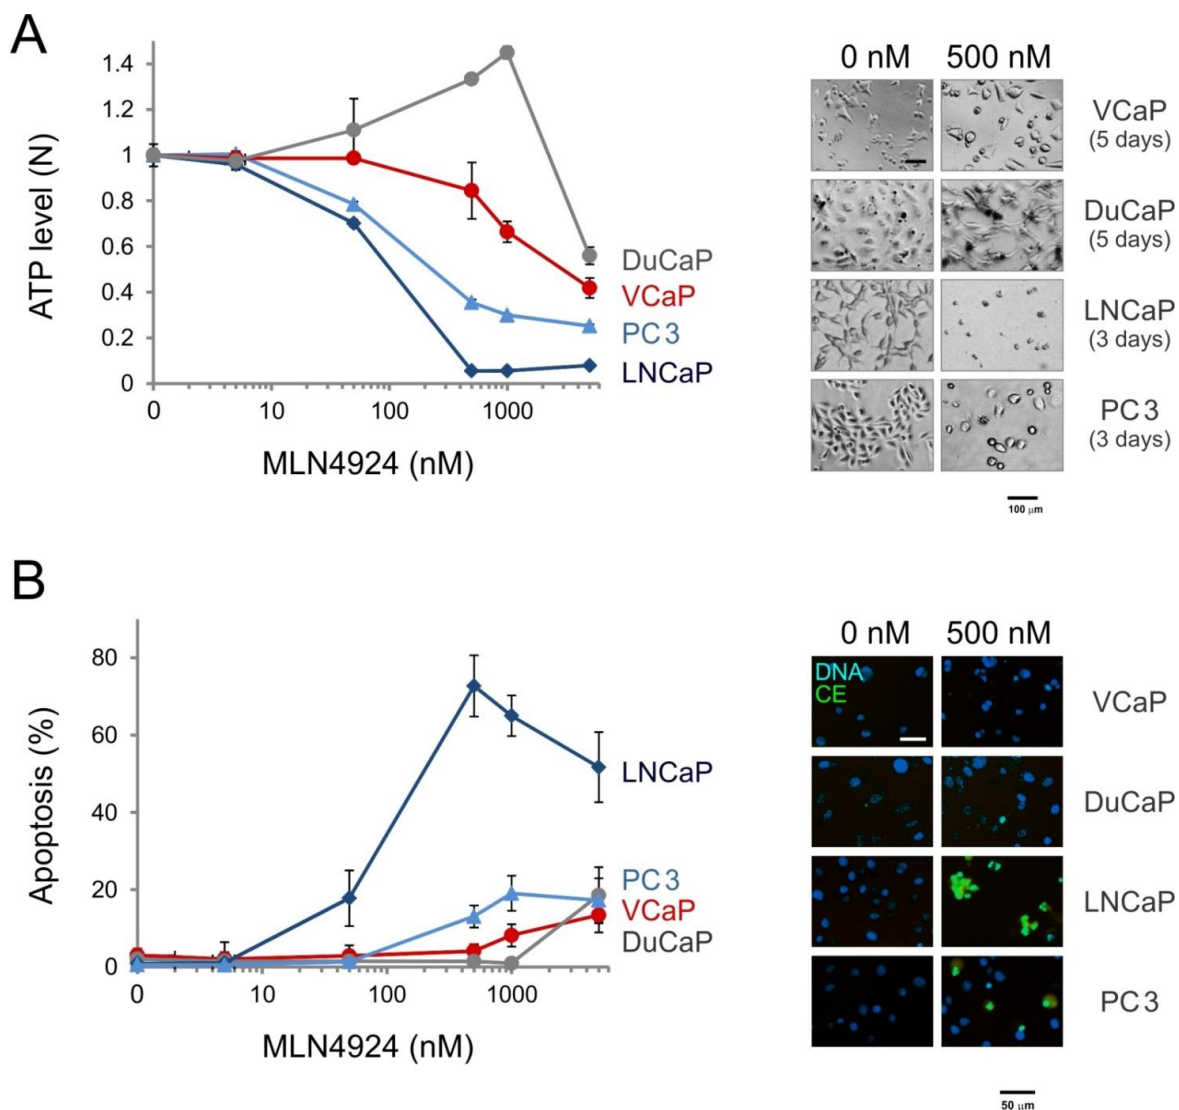 A
ATP level (N)
1.4
1.2
1
0.8
0.6
0.4
0.2
0
0
10
100
1000
MLN4924 (nM)
DuCaP
VCaP
PC3
LNCaP
0 nM
500 nM
VCaP
(5 days)
DuCaP
(5 days)
LNCaP
(3 days)
PC3
(3 days)
100 µm
B
Apoptosis (%)
80
60
40
20
0
0
10
100
1000
MLN4924 (nM)
LNCaP
PC3
VCaP
DuCaP
0 nM
500 nM
DNA
CE
VCaP
DuCaP
LNCaP
PC3
50 µm